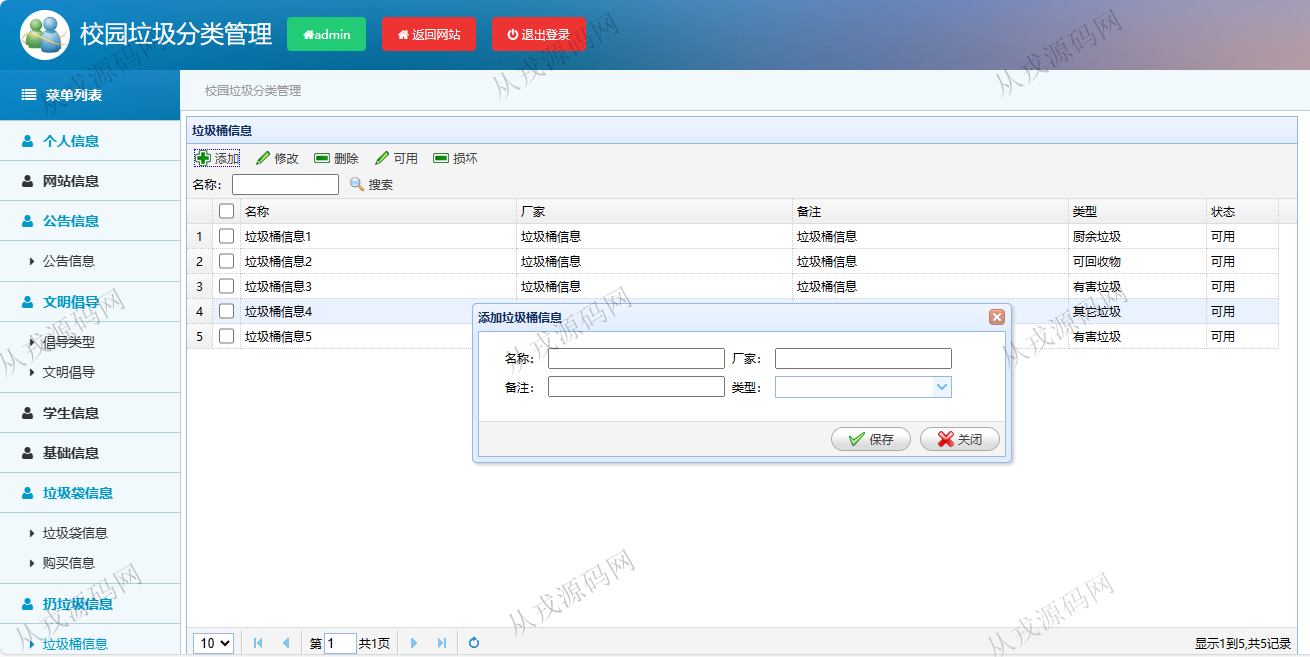 校园垃圾分类管理
admin
返回网站
退出登录
菜单列表
个人信息
网站信息
公告信息
公告信息
文明倡导
倡导类型
文明倡导
学生信息
基础信息
垃圾袋信息
垃圾袋信息
购买信息
扔垃圾信息
垃圾桶信息
校园垃圾分类管理
垃圾桶信息
添加 修改 删除 可用 损坏
名称： 搜索
名称 厂家 备注 类型 状态
1 垃圾桶信息1 垃圾桶信息 垃圾桶信息 厨余垃圾 可用
2 垃圾桶信息2 垃圾桶信息 垃圾桶信息 可回收物 可用
3 垃圾桶信息3 垃圾桶信息 垃圾桶信息 有害垃圾 可用
4 垃圾桶信息4 其它垃圾 可用
5 垃圾桶信息5 有害垃圾 可用
添加垃圾桶信息
名称： 厂家：
备注： 类型：
保存 关闭
10 第 1 共1页
显示1到5,共5记录
从戎源码网
从戎源码网
从戎源码网
从戎源码网
从戎源码网
从戎源码网
从戎源码网
从戎源码网
从戎源码网